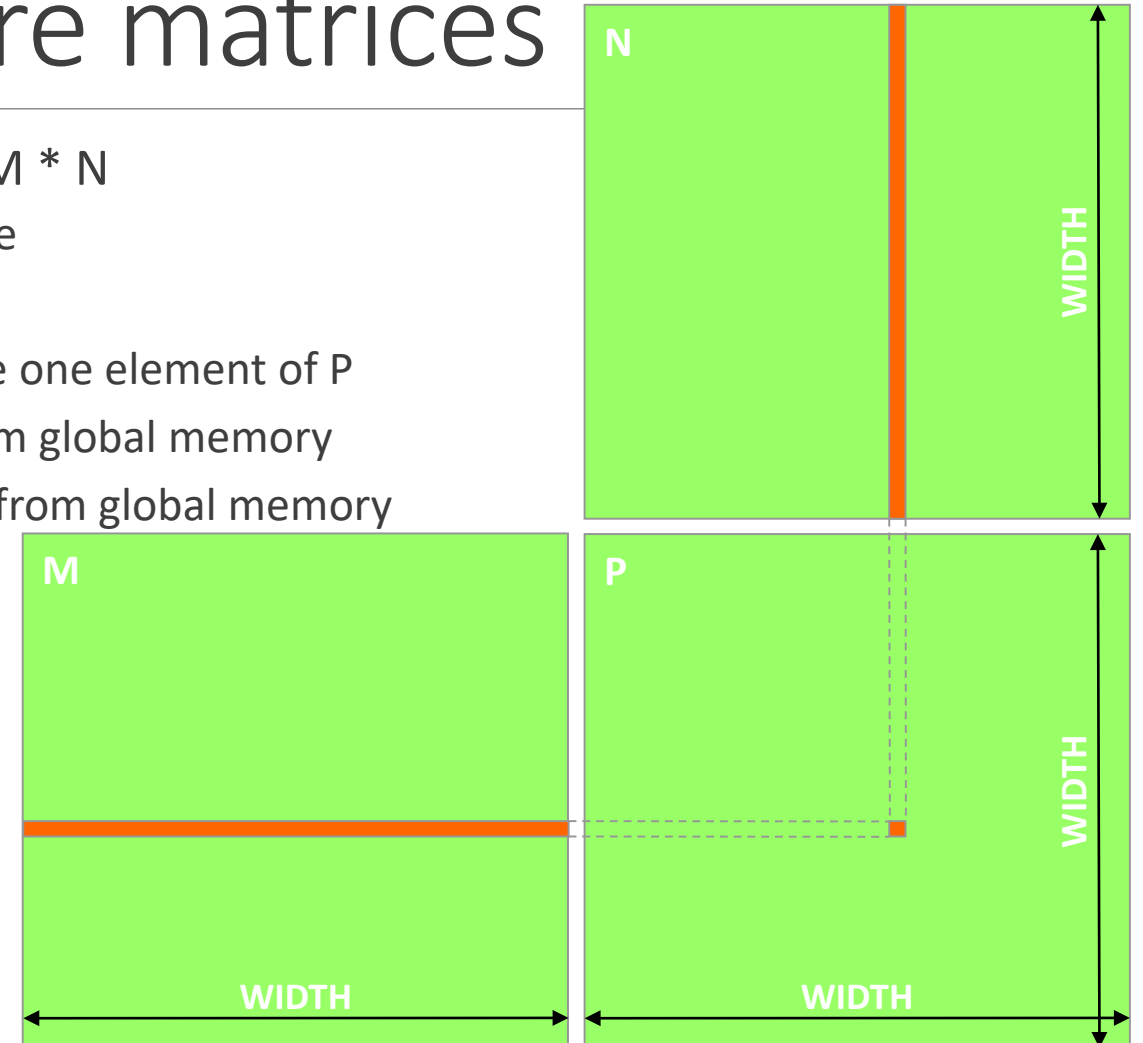 re matrices
M * N
e
e one element of P
m global memory
from global memory
N
WIDTH
M
WIDTH
P
WIDTH
WIDTH